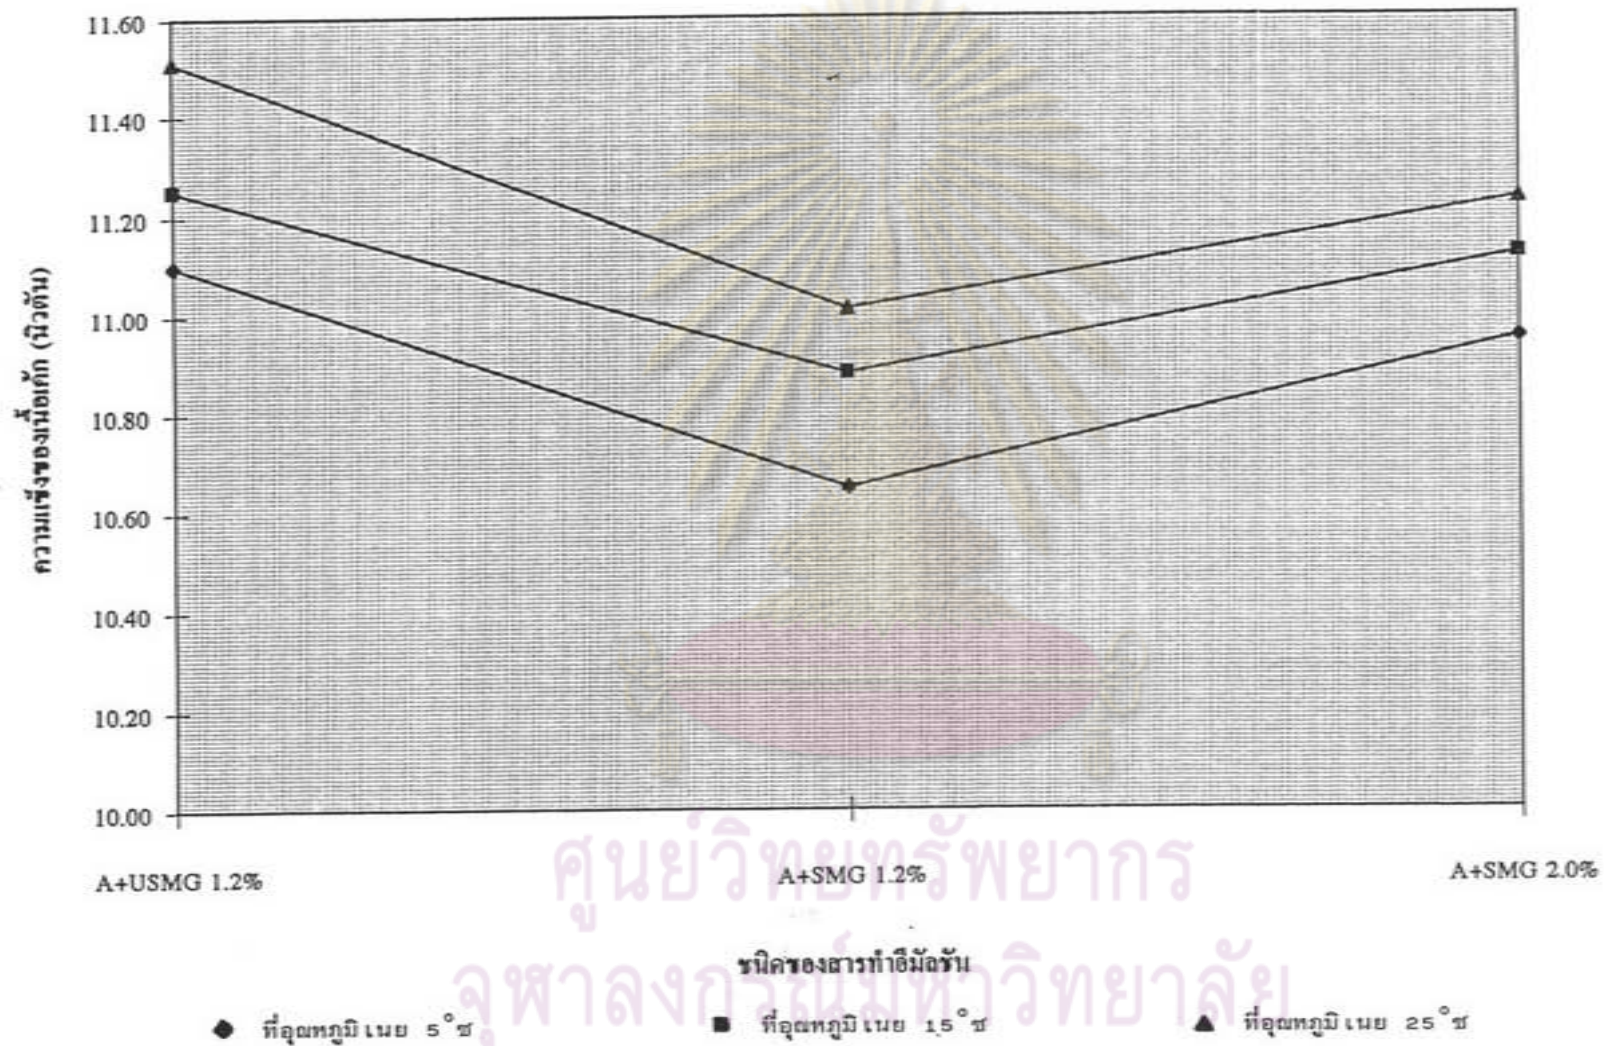 11.60
11.40
11.20
11.00
10.80
10.60
10.40
10.20
10.00
ความแข็งของเนื้อเค้ก (นิวตัน)
A+USMG 1.2%
A+SMG 1.2%
A+SMG 2.0%
ชนิดของสารทำอิมัลชัน
◆ ที่อุณหภูมิเนย 5°ซ
■ ที่อุณหภูมิเนย 15°ซ
▲ ที่อุณหภูมิเนย 25°ซ
ศูนย์วิทยทรัพยากร
จุฬาลงกรณ์มหาวิทยาลัย